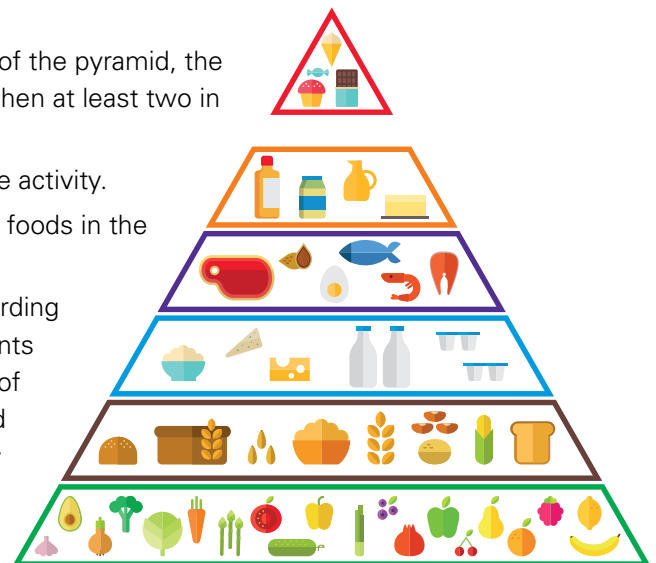 of the pyramid, the
hen at least two in
e activity.
foods in the
rding
nts
of